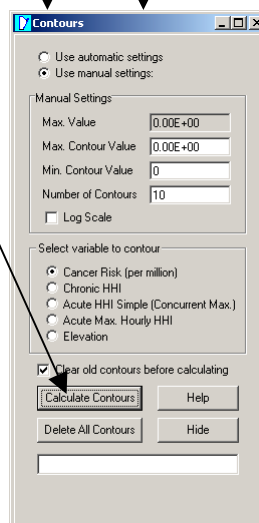 Contours
Use automatic settings
Use manual settings:
Manual Settings
Max. Value 0.00E+00
Max. Contour Value 0.00E+00
Min. Contour Value 0
Number of Contours 10
Log Scale
Select variable to contour
Cancer Risk (per million)
Chronic HHI
Acute HHI Simple (Concurrent Max.)
Acute Max. Hourly HHI
Elevation
Clear old contours before calculating
Calculate Contours Help
Delete All Contours Hide